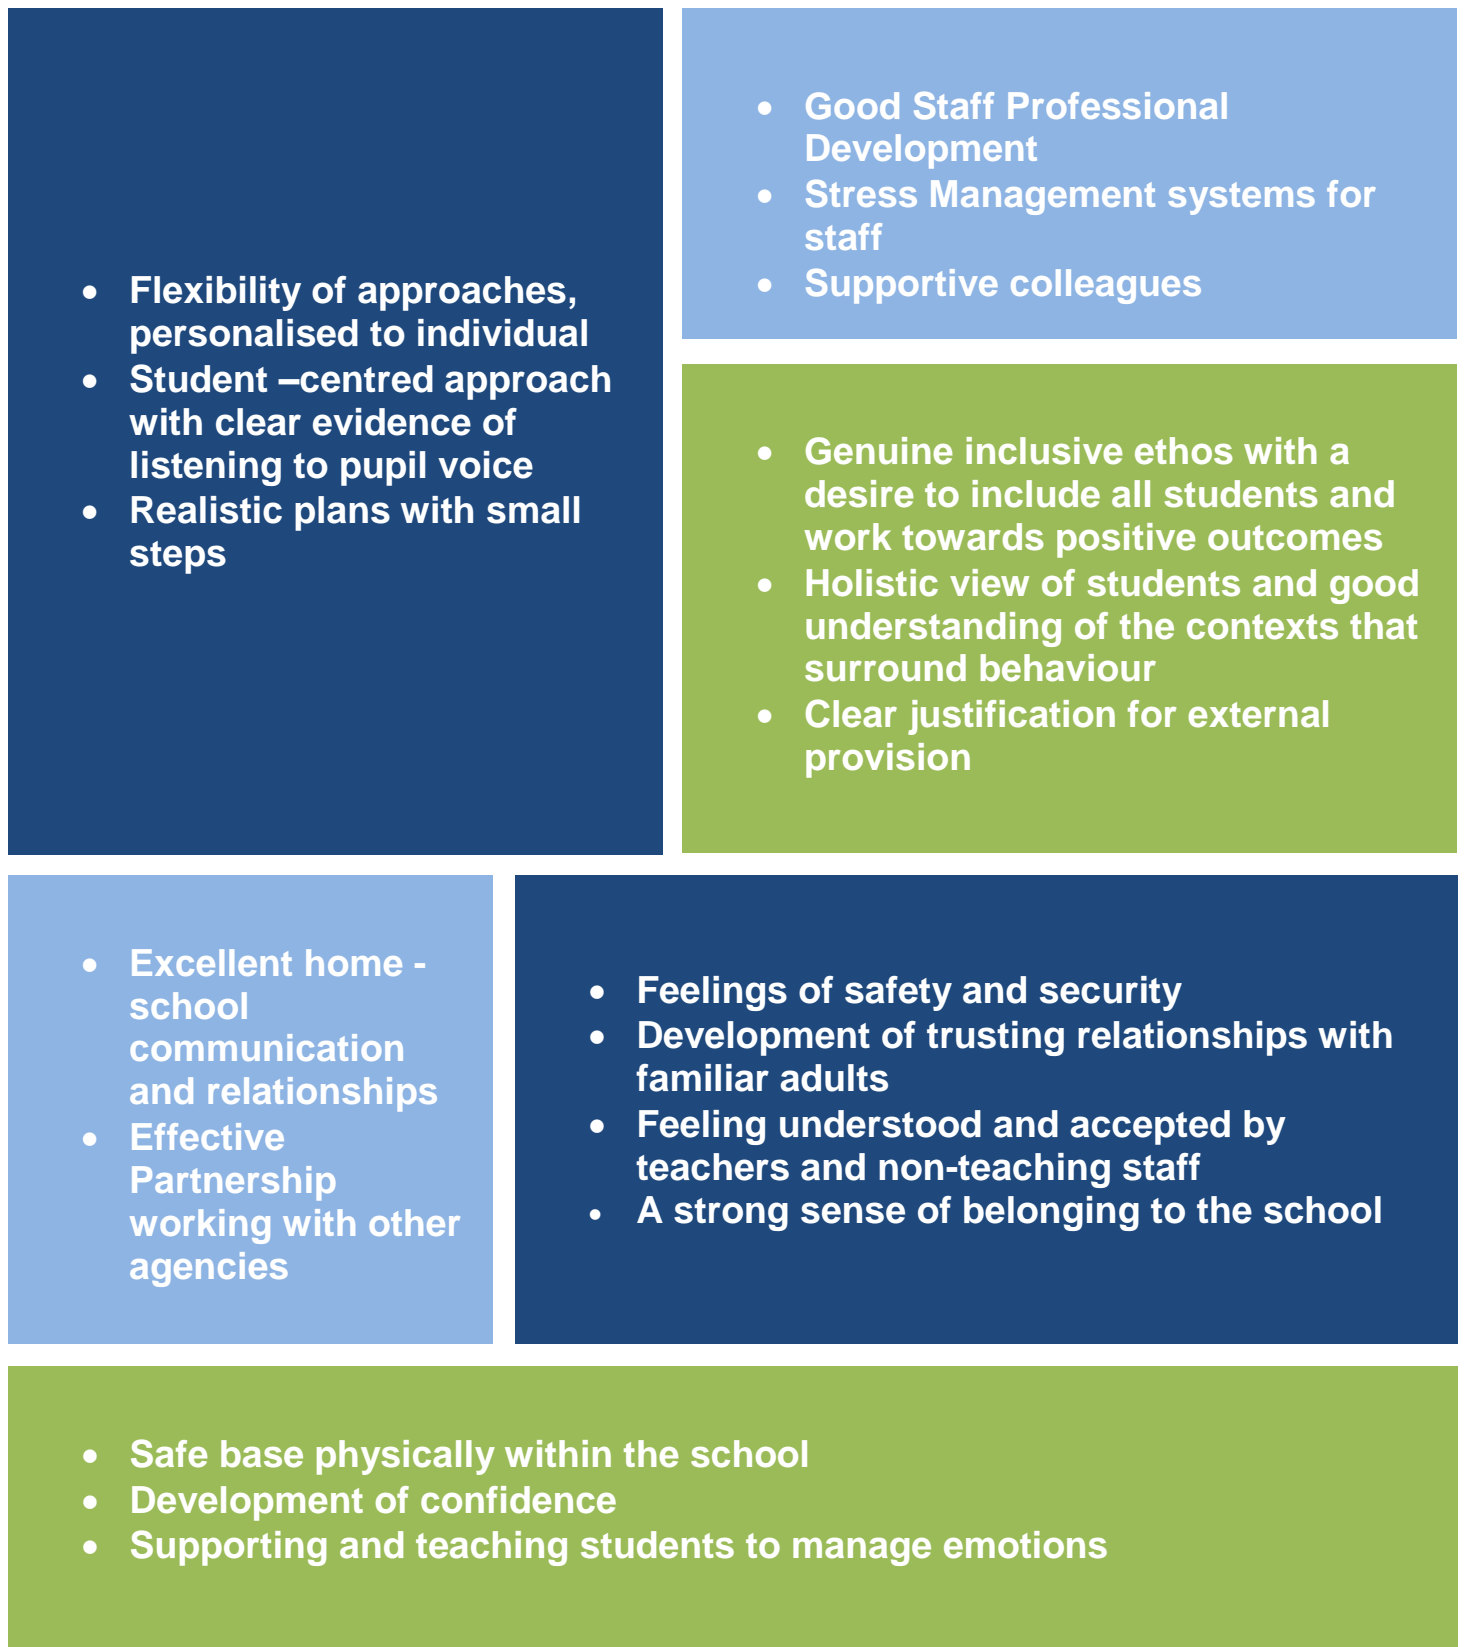 • Flexibility of approaches,
personalised to individual
• Student –centred approach
with clear evidence of
listening to pupil voice
• Realistic plans with small
steps
• Good Staff Professional
Development
• Stress Management systems for
staff
• Supportive colleagues
• Genuine inclusive ethos with a
desire to include all students and
work towards positive outcomes
• Holistic view of students and good
understanding of the contexts that
surround behaviour
• Clear justification for external
provision
• Excellent home -
school
communication
and relationships
• Effective
Partnership
working with other
agencies
• Feelings of safety and security
• Development of trusting relationships with
familiar adults
• Feeling understood and accepted by
teachers and non-teaching staff
• A strong sense of belonging to the school
• Safe base physically within the school
• Development of confidence
• Supporting and teaching students to manage emotions